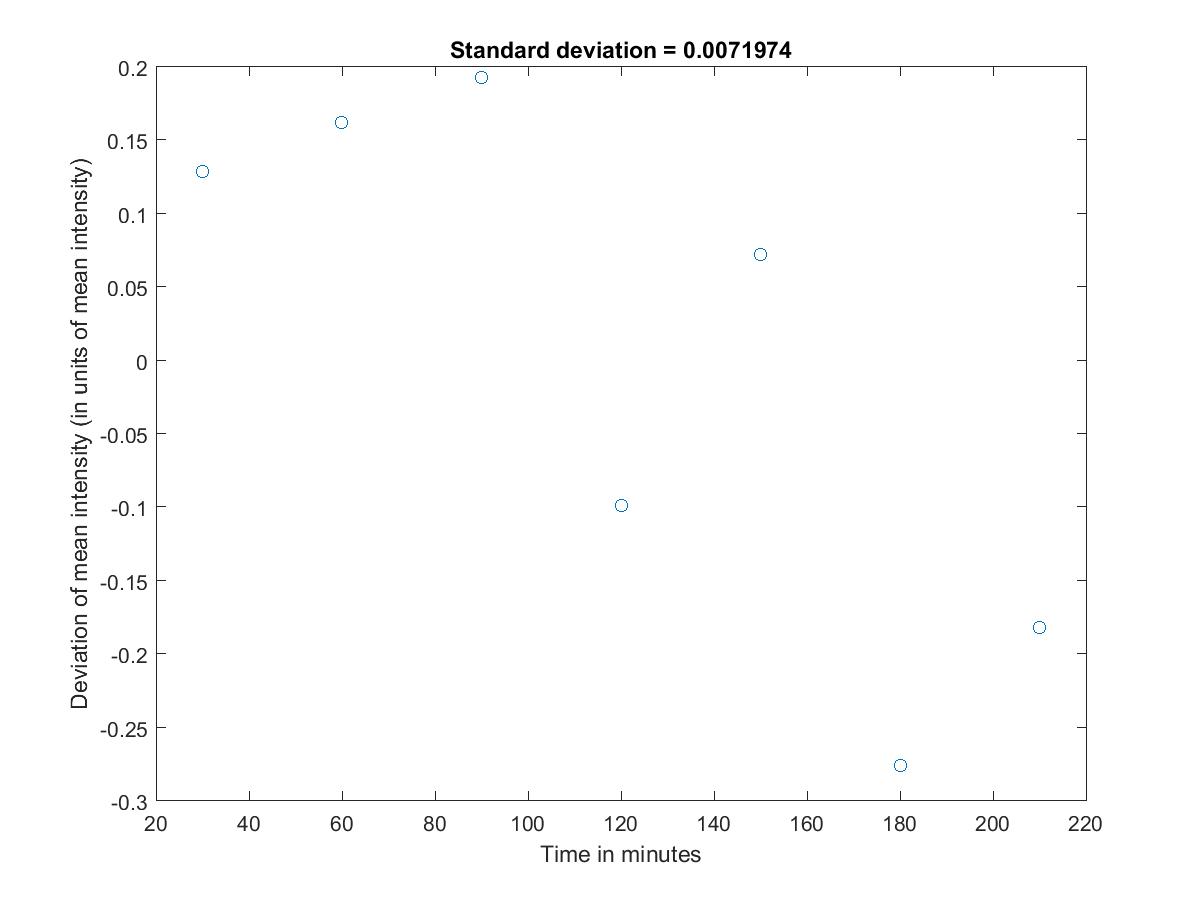 Standard deviation = 0.0071974
0.2
0.15
0.1
0.05
0
-0.05
-0.1
-0.15
-0.2
-0.25
-0.3
Deviation of mean intensity (in units of mean intensity)
20 40 60 80 100 120 140 160 180 200 220
Time in minutes